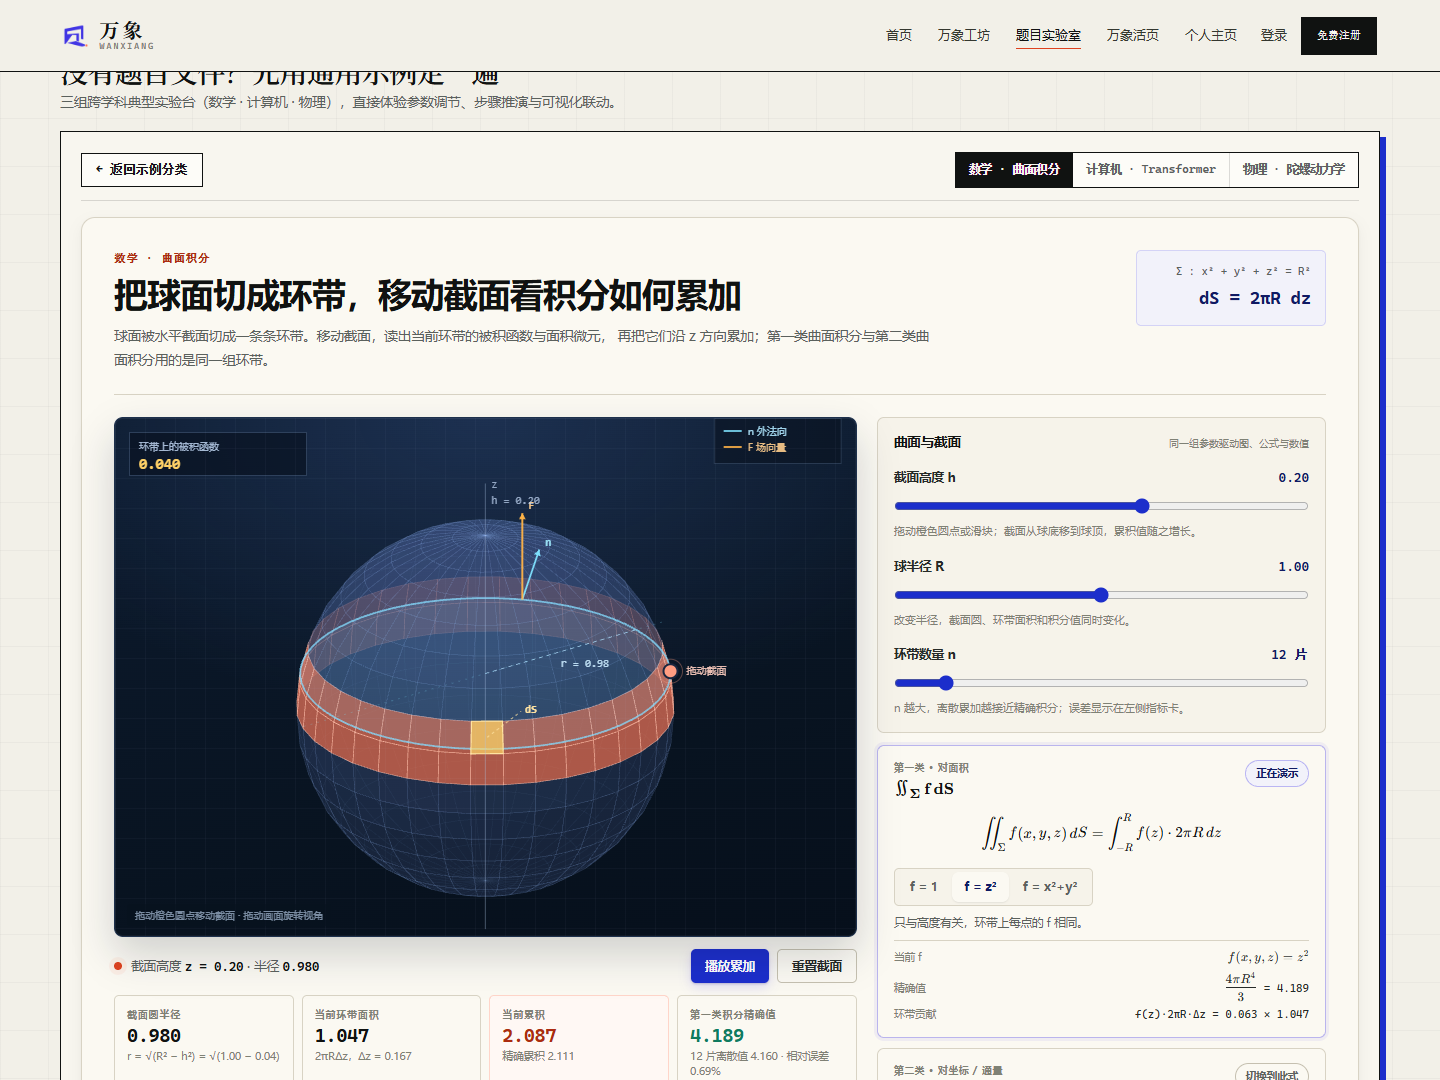 万象
WANXIANG
首页
万象工坊
题目实验室
万象活页
个人主页
登录
免费注册
没有题目文件？先用通用示例走一遍
三组跨学科典型实验台（数学 · 计算机 · 物理），直接体验参数调节、步骤推演与可视化联动。
← 返回示例分类
数学 · 曲面积分
计算机 · Transformer
物理 · 陀螺动力学
数学 · 曲面积分
把球面切成环带，移动截面看积分如何累加
球面被水平截面切成一条条环带。移动截面，读出当前环带的被积函数与面积微元， 再把它们沿 z 方向累加；第一类曲面积分与第二类曲
面积分用的是同一组环带。
Σ : x² + y² + z² = R²
dS = 2πR dz
环带上的被积函数
0.040
n 外法向
F 场向量
z
h = 0.20
F
n
r = 0.98
拖动截面
dS
拖动橙色圆点移动截面 · 拖动画面旋转视角
截面高度 z = 0.20 · 半径 0.980
播放累加
重置截面
截面圆半径
0.980
r = √(R² − h²) = √(1.00 − 0.04)
当前环带面积
1.047
2πRΔz，Δz = 0.167
当前累积
2.087
精确累积 2.111
第一类积分精确值
4.189
12 片离散值 4.160 · 相对误差
0.69%
曲面与截面
同一组参数驱动图、公式与数值
截面高度 h
0.20
拖动橙色圆点或滑块；截面从球底移到球顶，累积值随之增长。
球半径 R
1.00
改变半径，截面圆、环带面积和积分值同时变化。
环带数量 n
12 片
n 越大，离散累加越接近精确积分；误差显示在左侧指标卡。
第一类 • 对面积
正在演示
∬_Σ f dS
∬_Σ f(x, y, z) dS = ∫_{−R}^{R} f(z) · 2πR dz
f = 1
f = z²
f = x²+y²
只与高度有关，环带上每点的 f 相同。
当前 f
f(x, y, z) = z²
精确值
4πR⁴/3 = 4.189
环带贡献
f(z)·2πR·Δz = 0.063 × 1.047
第二类 • 对坐标 / 通量
切换到此式